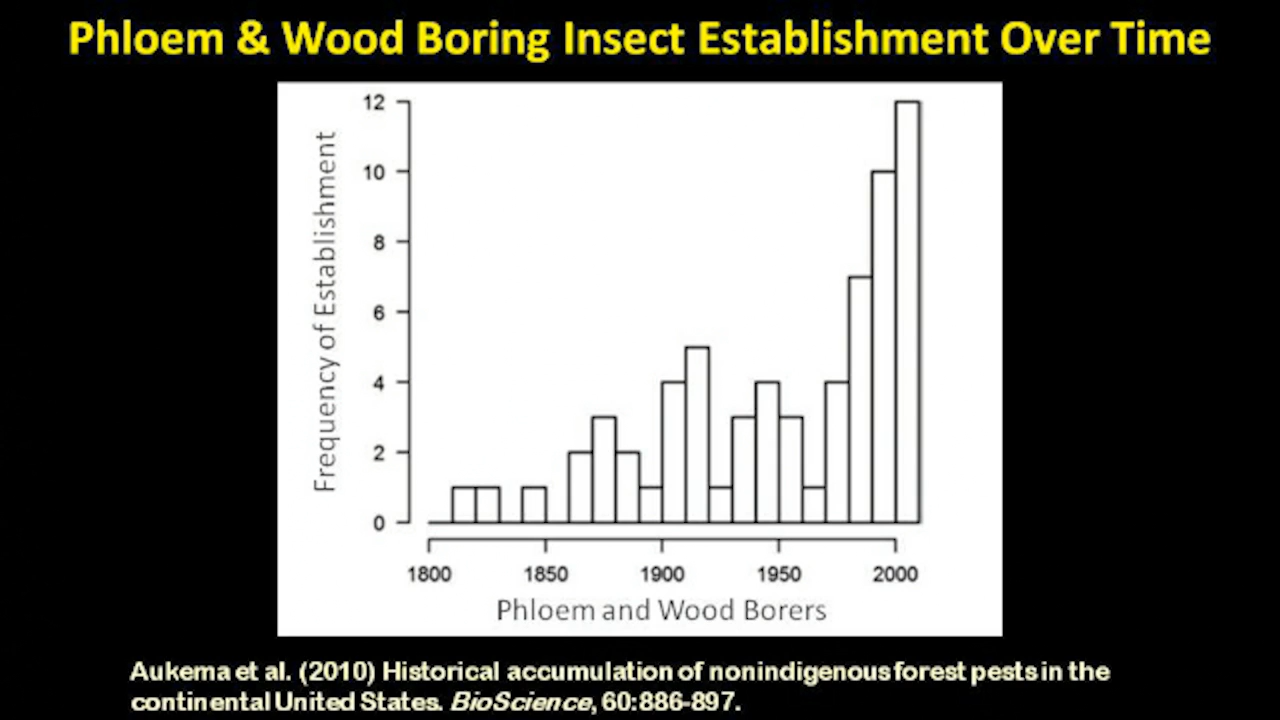 Phloem & Wood Boring Insect Establishment Over Time
Frequency of Establishment
12
10
8
6
4
2
0
1800 1850 1900 1950 2000
Phloem and Wood Borers
Aukema et al. (2010) Historical accumulation of nonindigenous forest pests in the
continental United States. BioScience, 60:886-897.